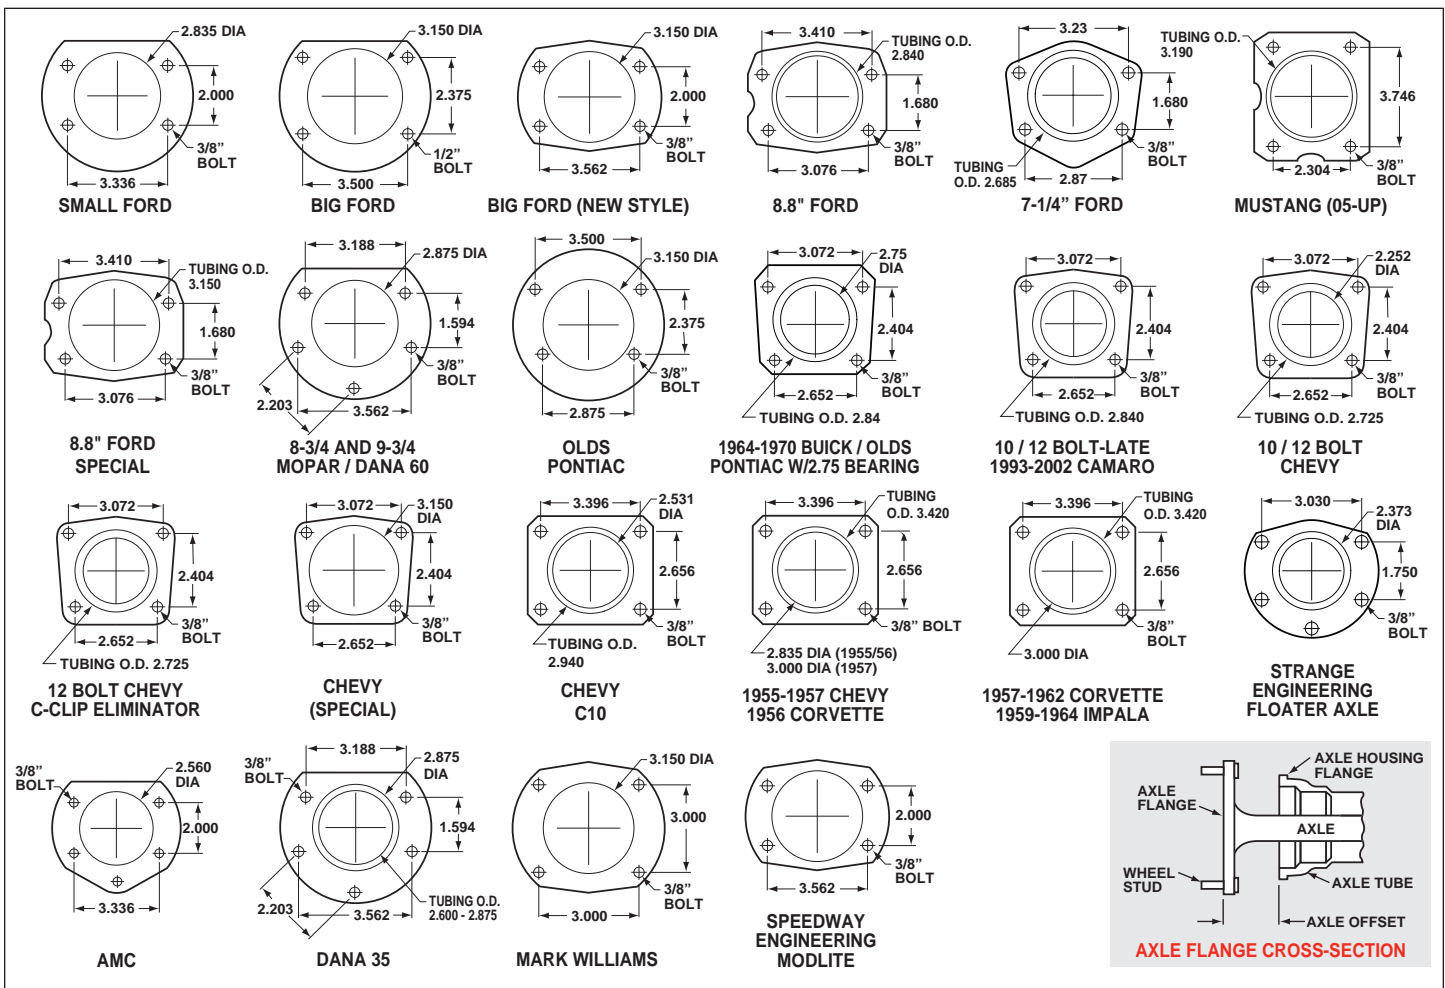 2.835 DIA
2.000
3/8”
BOLT
3.336
SMALL FORD
3.150 DIA
2.375
1/2”
BOLT
3.500
BIG FORD
3.150 DIA
2.000
3/8”
BOLT
3.562
BIG FORD (NEW STYLE)
3.410
TUBING O.D.
2.840
1.680
3/8”
BOLT
3.076
8.8" FORD
3.23
1.680
3/8”
BOLT
TUBING
O.D. 2.685
2.87
7-1/4” FORD
TUBING O.D.
3.190
3.746
3/8”
BOLT
2.304
MUSTANG (05-UP)
3.410
TUBING O.D.
3.150
1.680
3/8”
BOLT
3.076
8.8" FORD
SPECIAL
3.188
2.875 DIA
1.594
3/8”
BOLT
2.203
3.562
8-3/4 AND 9-3/4
MOPAR / DANA 60
3.500
3.150 DIA
2.375
3/8”
BOLT
2.875
OLDS
PONTIAC
3.072
2.75
DIA
2.404
3/8”
BOLT
2.652
TUBING O.D. 2.84
1964-1970 BUICK / OLDS
PONTIAC W/2.75 BEARING
3.072
2.404
3/8”
BOLT
2.652
TUBING O.D. 2.840
10 / 12 BOLT-LATE
1993-2002 CAMARO
3.072
2.252
DIA
2.404
3/8”
BOLT
2.652
TUBING O.D. 2.725
10 / 12 BOLT
CHEVY
3.072
2.404
3/8”
BOLT
2.652
TUBING O.D. 2.725
12 BOLT CHEVY
C-CLIP ELIMINATOR
3.072
3.150
DIA
2.404
3/8”
BOLT
2.652
CHEVY
(SPECIAL)
3.396
2.531
DIA
2.656
3/8”
BOLT
TUBING O.D.
2.940
CHEVY
C10
3.396
TUBING
O.D. 3.420
2.656
3/8” BOLT
2.835 DIA (1955/56)
3.000 DIA (1957)
1955-1957 CHEVY
1956 CORVETTE
3.396
TUBING
O.D. 3.420
2.656
3/8”
BOLT
3.000 DIA
1957-1962 CORVETTE
1959-1964 IMPALA
3.030
2.373
DIA
1.750
3/8”
BOLT
STRANGE
ENGINEERING
FLOATER AXLE
3/8”
BOLT
2.560
DIA
2.000
3.336
AMC
3/8”
BOLT
3.188
2.875
DIA
1.594
2.203
3.562
TUBING O.D.
2.600 - 2.875
DANA 35
3.150 DIA
3.000
3/8”
BOLT
3.000
MARK WILLIAMS
2.000
3/8”
BOLT
3.562
SPEEDWAY
ENGINEERING
MODLITE
AXLE HOUSING
FLANGE
AXLE
FLANGE
AXLE
WHEEL
STUD
AXLE TUBE
AXLE OFFSET
AXLE FLANGE CROSS-SECTION